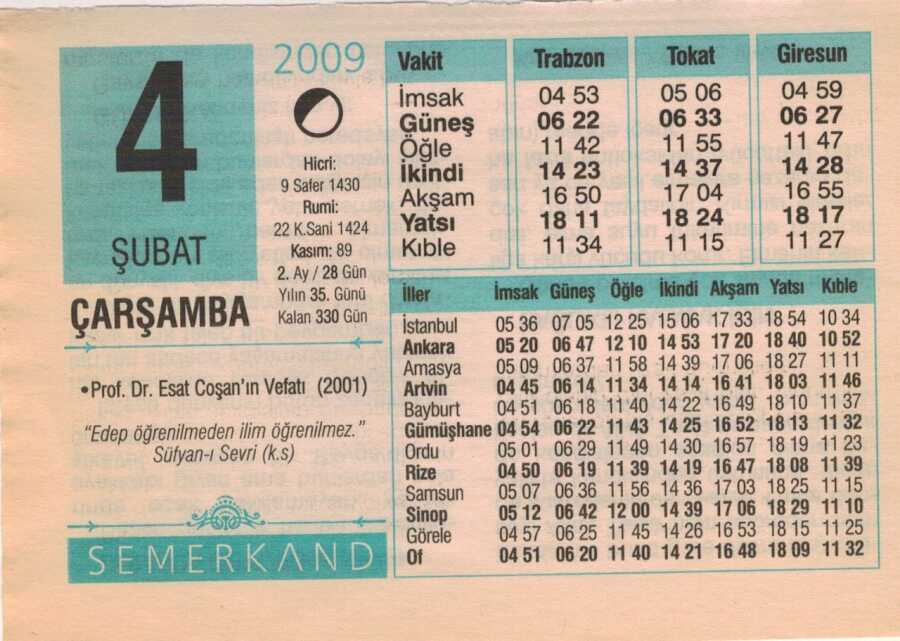 4
ŞUBAT
ÇARŞAMBA
2009
Hicri:
9 Safer 1430
Rumi:
22 K.Sani 1424
Kasım: 89
2. Ay / 28 Gün
Yılın 35. Günü
Kalan 330 Gün
•Prof. Dr. Esat Coşan'ın Vefatı (2001)
"Edep öğrenilmeden ilim öğrenilmez."
Süfyan-ı Sevri (k.s)
SEMERKAND
Vakit Trabzon Tokat Giresun
İmsak 04 53 05 06 04 59
Güneş 06 22 06 33 06 27
Öğle 11 42 11 55 11 47
İkindi 14 23 14 37 14 28
Akşam 16 50 17 04 16 55
Yatsı 18 11 18 24 18 17
Kıble 11 34 11 15 11 27
İller İmsak Güneş Öğle İkindi Akşam Yatsı Kıble
İstanbul 05 36 07 05 12 25 15 06 17 33 18 54 10 34
Ankara 05 20 06 47 12 10 14 53 17 20 18 40 10 52
Amasya 05 09 06 37 11 58 14 39 17 06 18 27 11 11
Artvin 04 45 06 14 11 34 14 14 16 41 18 03 11 46
Bayburt 04 51 06 18 11 40 14 22 16 49 18 10 11 37
Gümüşhane 04 54 06 22 11 43 14 25 16 52 18 13 11 32
Ordu 05 01 06 29 11 49 14 30 16 57 18 19 11 23
Rize 04 50 06 19 11 39 14 19 16 47 18 08 11 39
Samsun 05 07 06 36 11 56 14 36 17 03 18 25 11 15
Sinop 05 12 06 42 12 00 14 39 17 06 18 29 11 10
Görele 04 57 06 25 11 45 14 26 16 53 18 15 11 25
Of 04 51 06 20 11 40 14 21 16 48 18 09 11 32